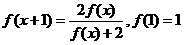 f(x+1) = 2f(x) / (f(x)+2) , f(1) = 1